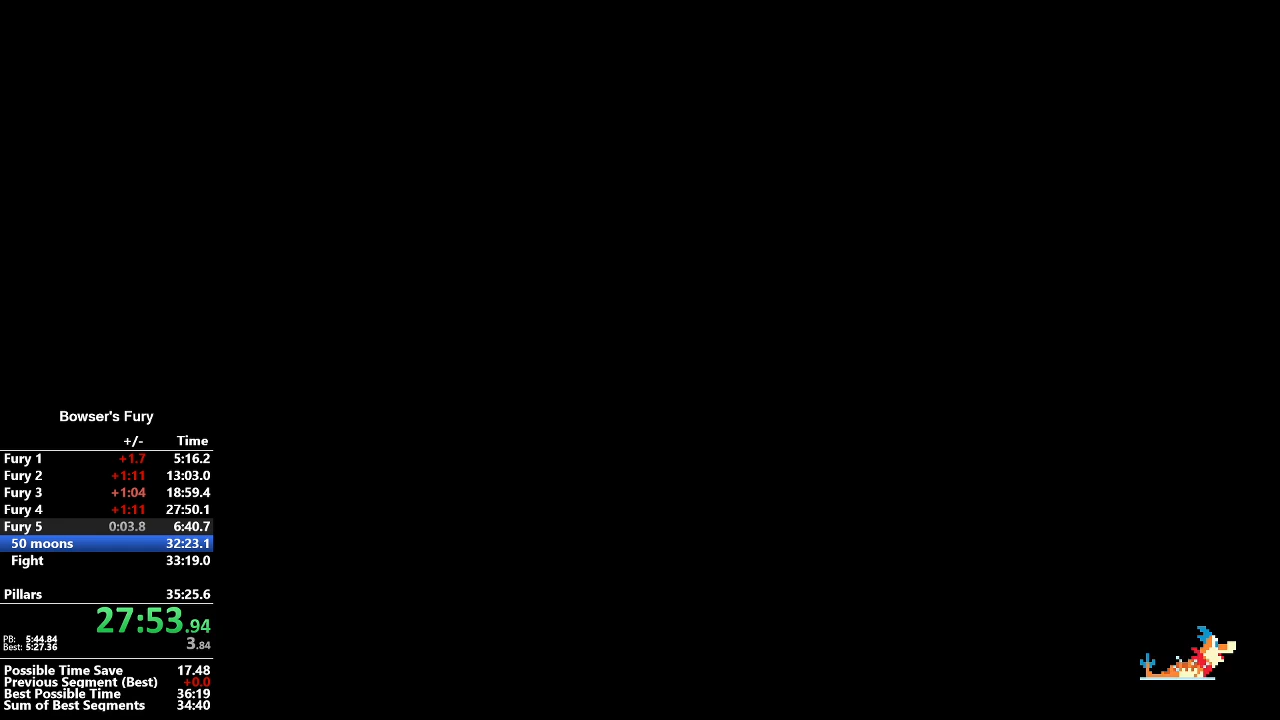 Bowser's Fury
+/- Time
Fury 1 +1.7 5:16.2
Fury 2 +1:11 13:03.0
Fury 3 +1:04 18:59.4
Fury 4 +1:11 27:50.1
Fury 5 0:03.8 6:40.7
50 moons 32:23.1
Fight 33:19.0
Pillars 35:25.6
27:53.94
PB: 5:44.84
Best: 5:27.36
3.84
Possible Time Save 17.48
Previous Segment (Best) +0.0
Best Possible Time 36:19
Sum of Best Segments 34:40